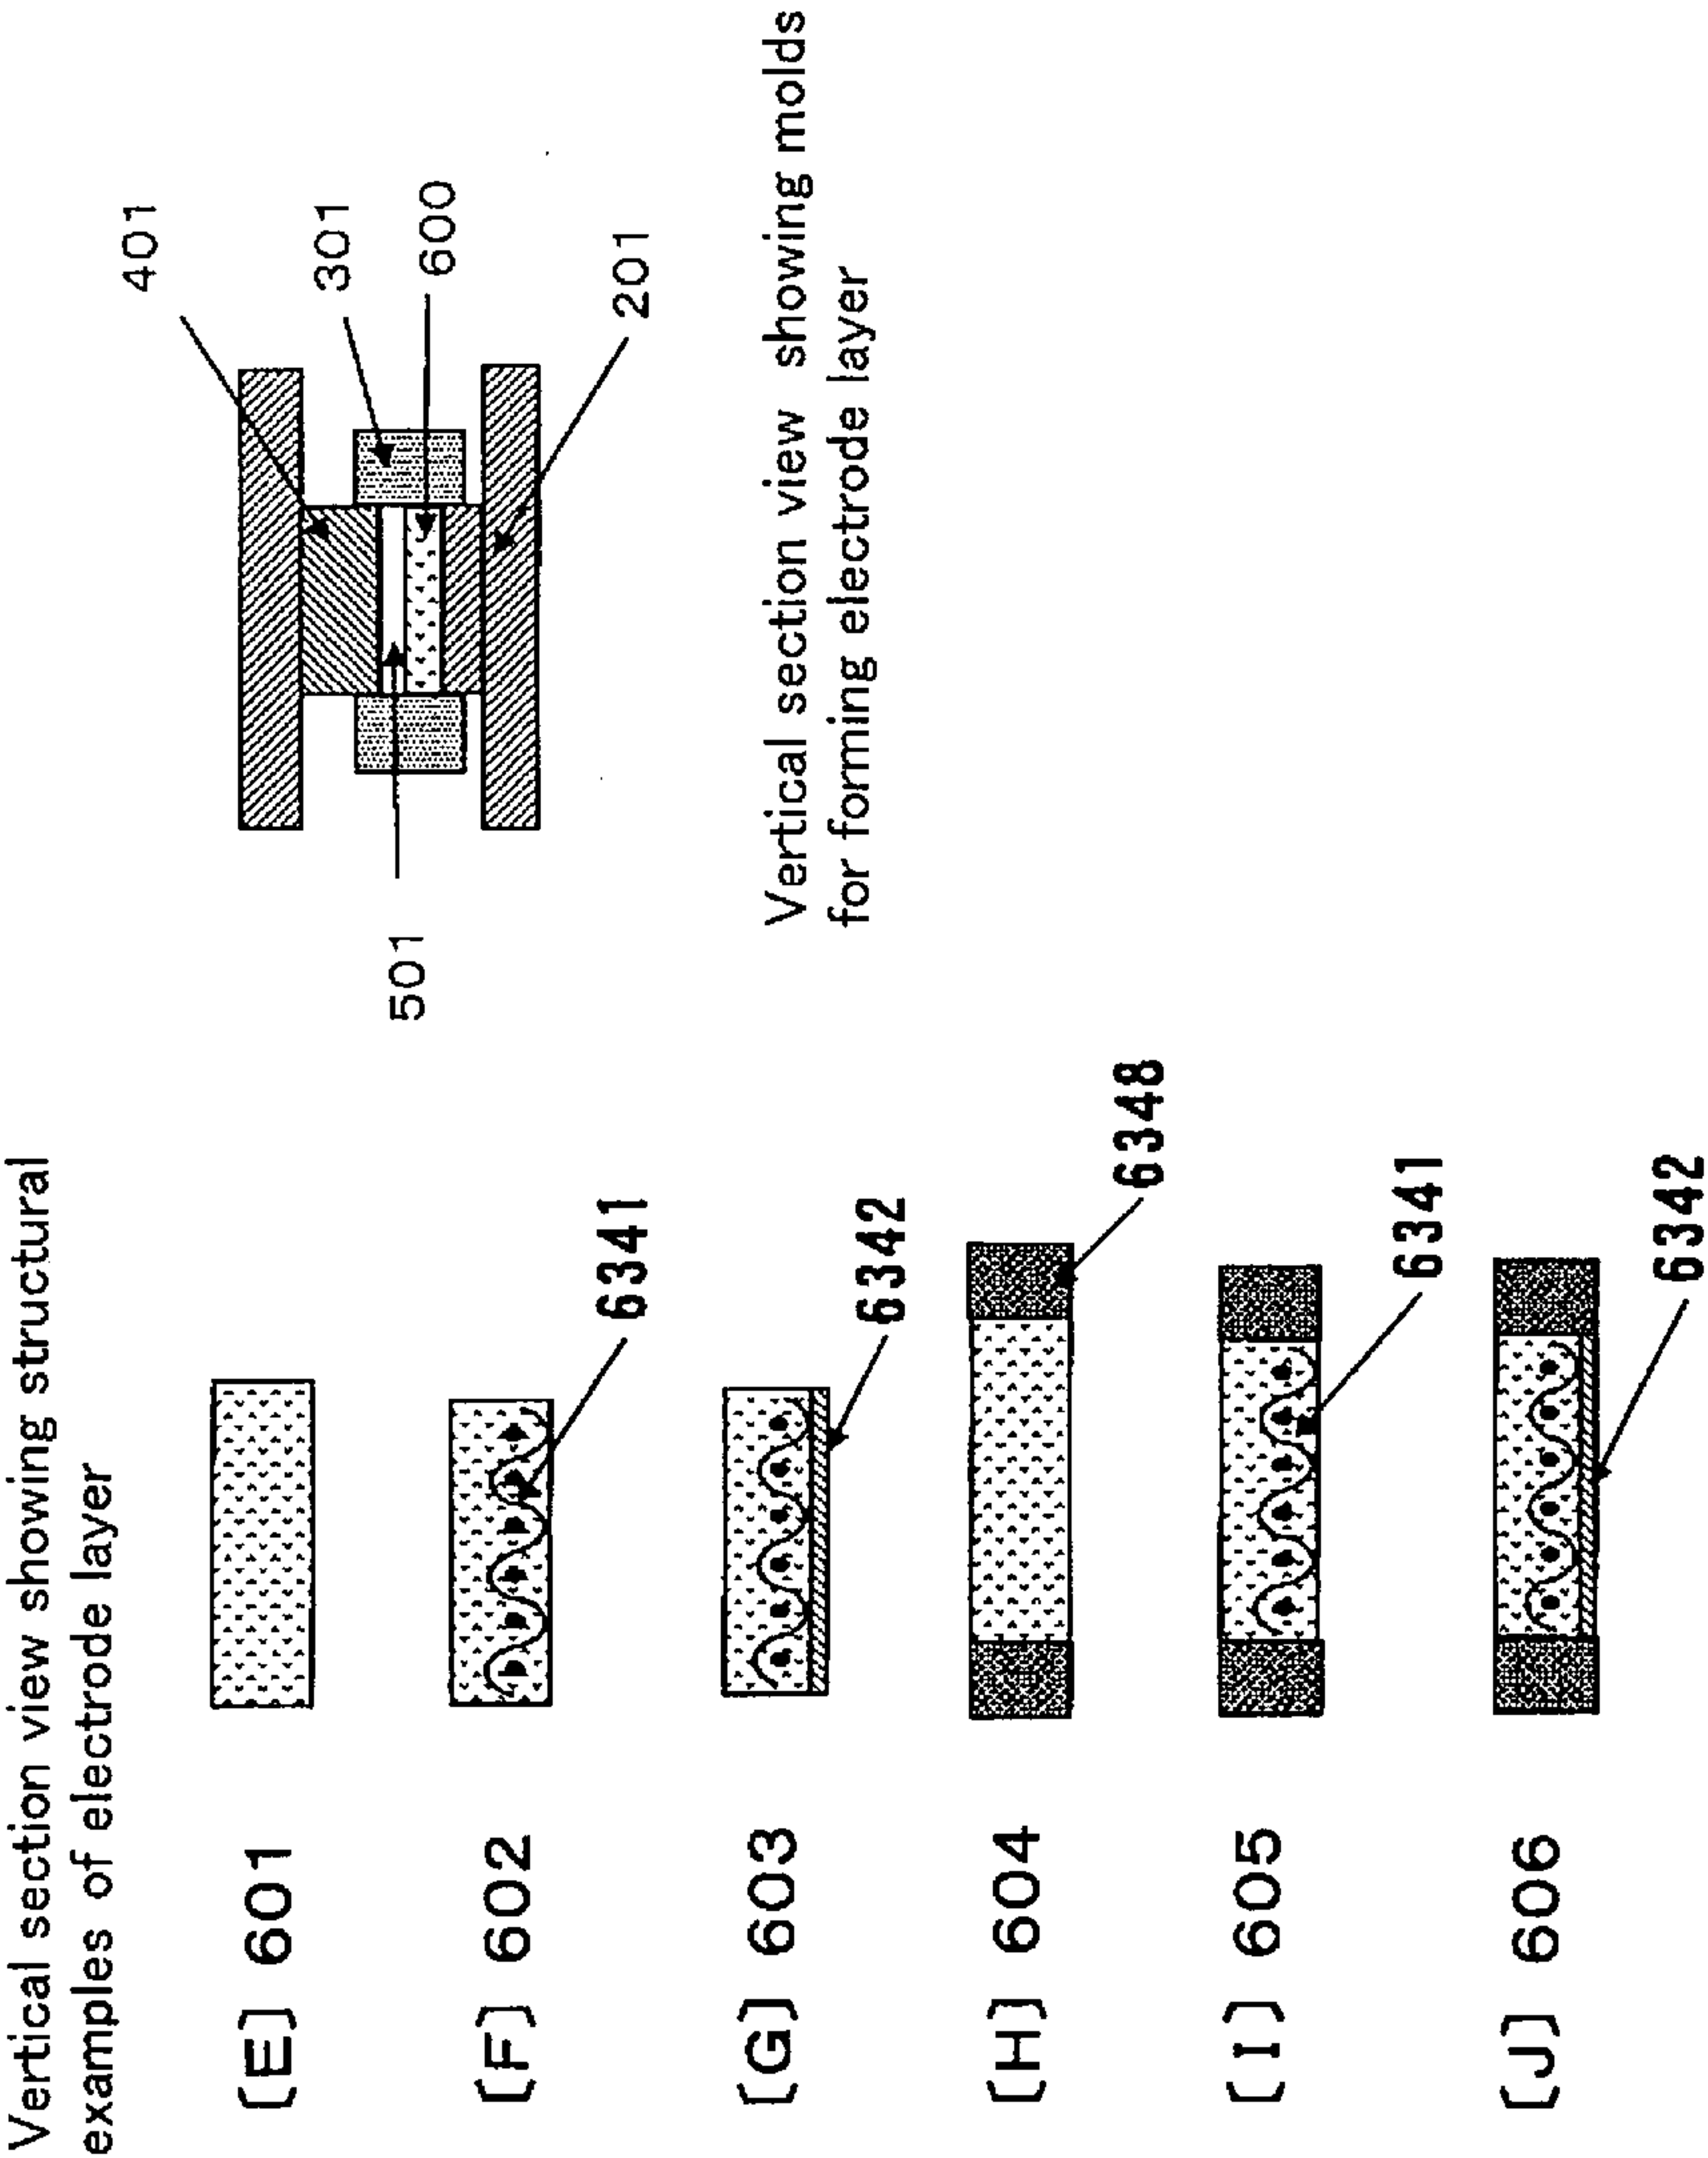 Vertical section view showing structural
examples of electrode layer
[E] 601
[F] 602
6341
[G] 603
6342
[H] 604
6348
[I] 605
6341
[J] 606
6342
401
301
600
201
501
Vertical section view showing molds
for forming electrode layer